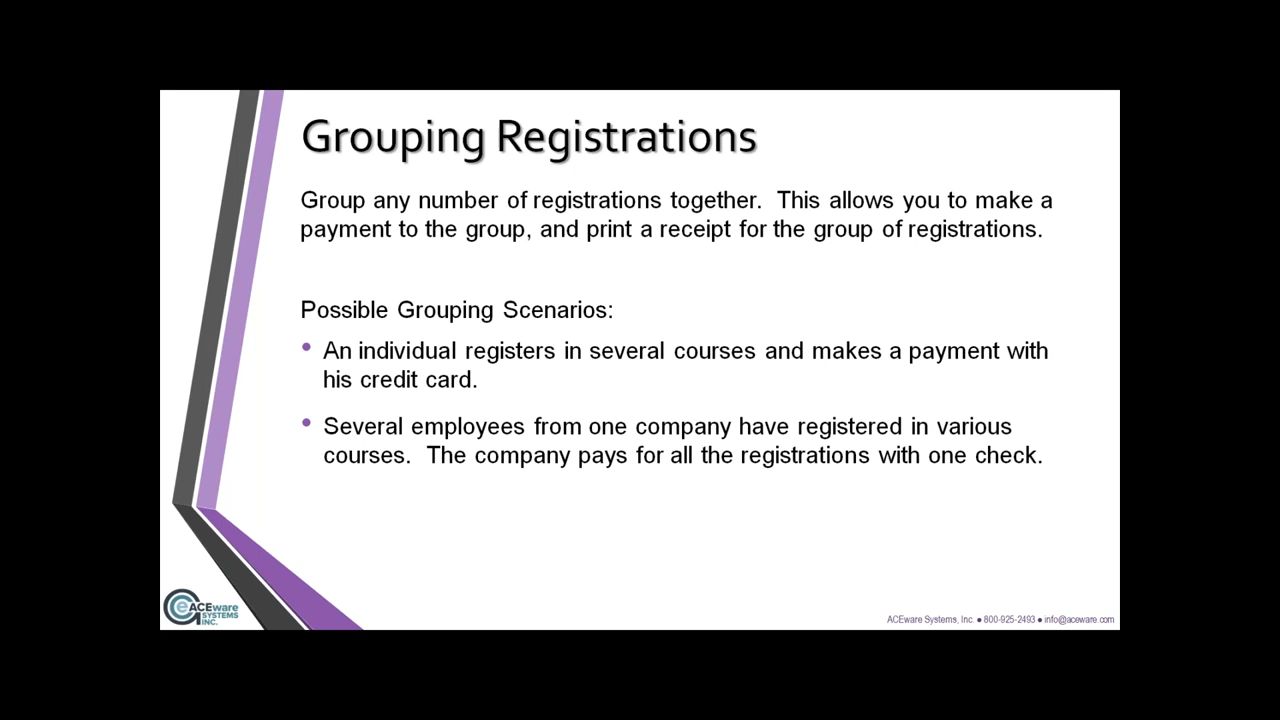 Grouping Registrations
Group any number of registrations together.  This allows you to make a
payment to the group, and print a receipt for the group of registrations.
Possible Grouping Scenarios:
• An individual registers in several courses and makes a payment with
his credit card.
• Several employees from one company have registered in various
courses.  The company pays for all the registrations with one check.
e ACEware
SYSTEMS
INC.
ACEware Systems, Inc. ● 800-925-2493 ● info@aceware.com